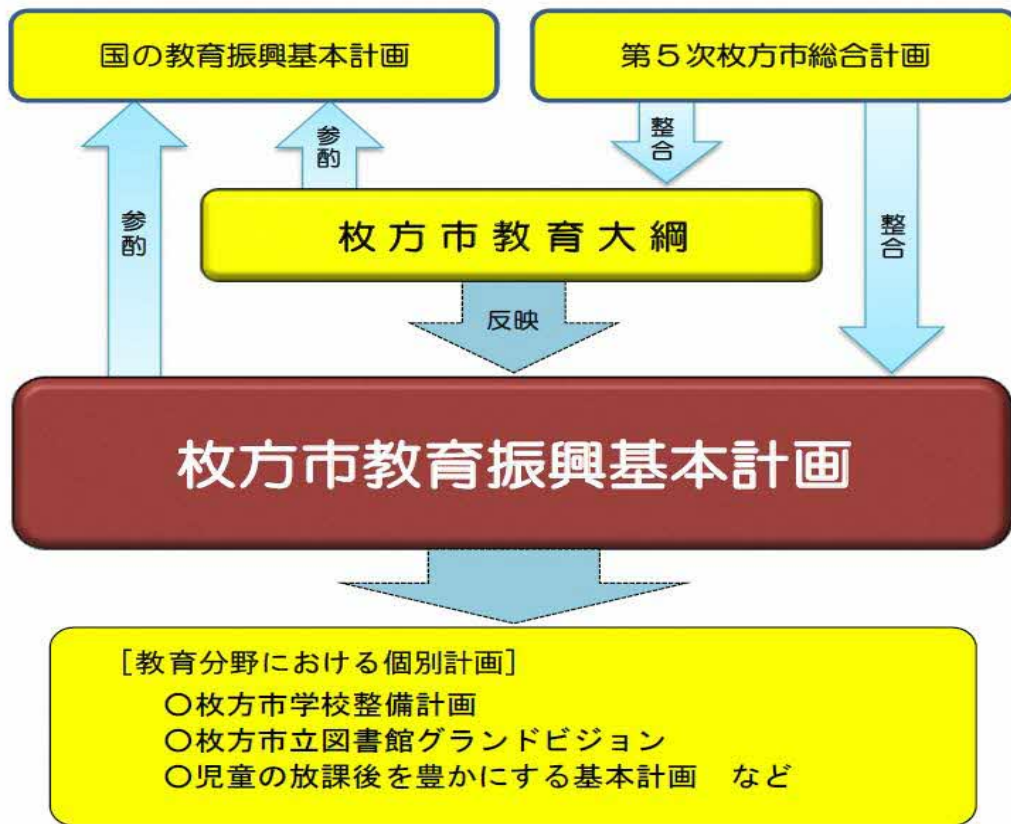 国の教育振興基本計画
第5次枚方市総合計画
参酌
整合
参酌
整合
枚方市教育大綱
反映
枚方市教育振興基本計画
[教育分野における個別計画]
○枚方市学校整備計画
○枚方市立図書館グランドビジョン
○児童の放課後を豊かにする基本計画　など